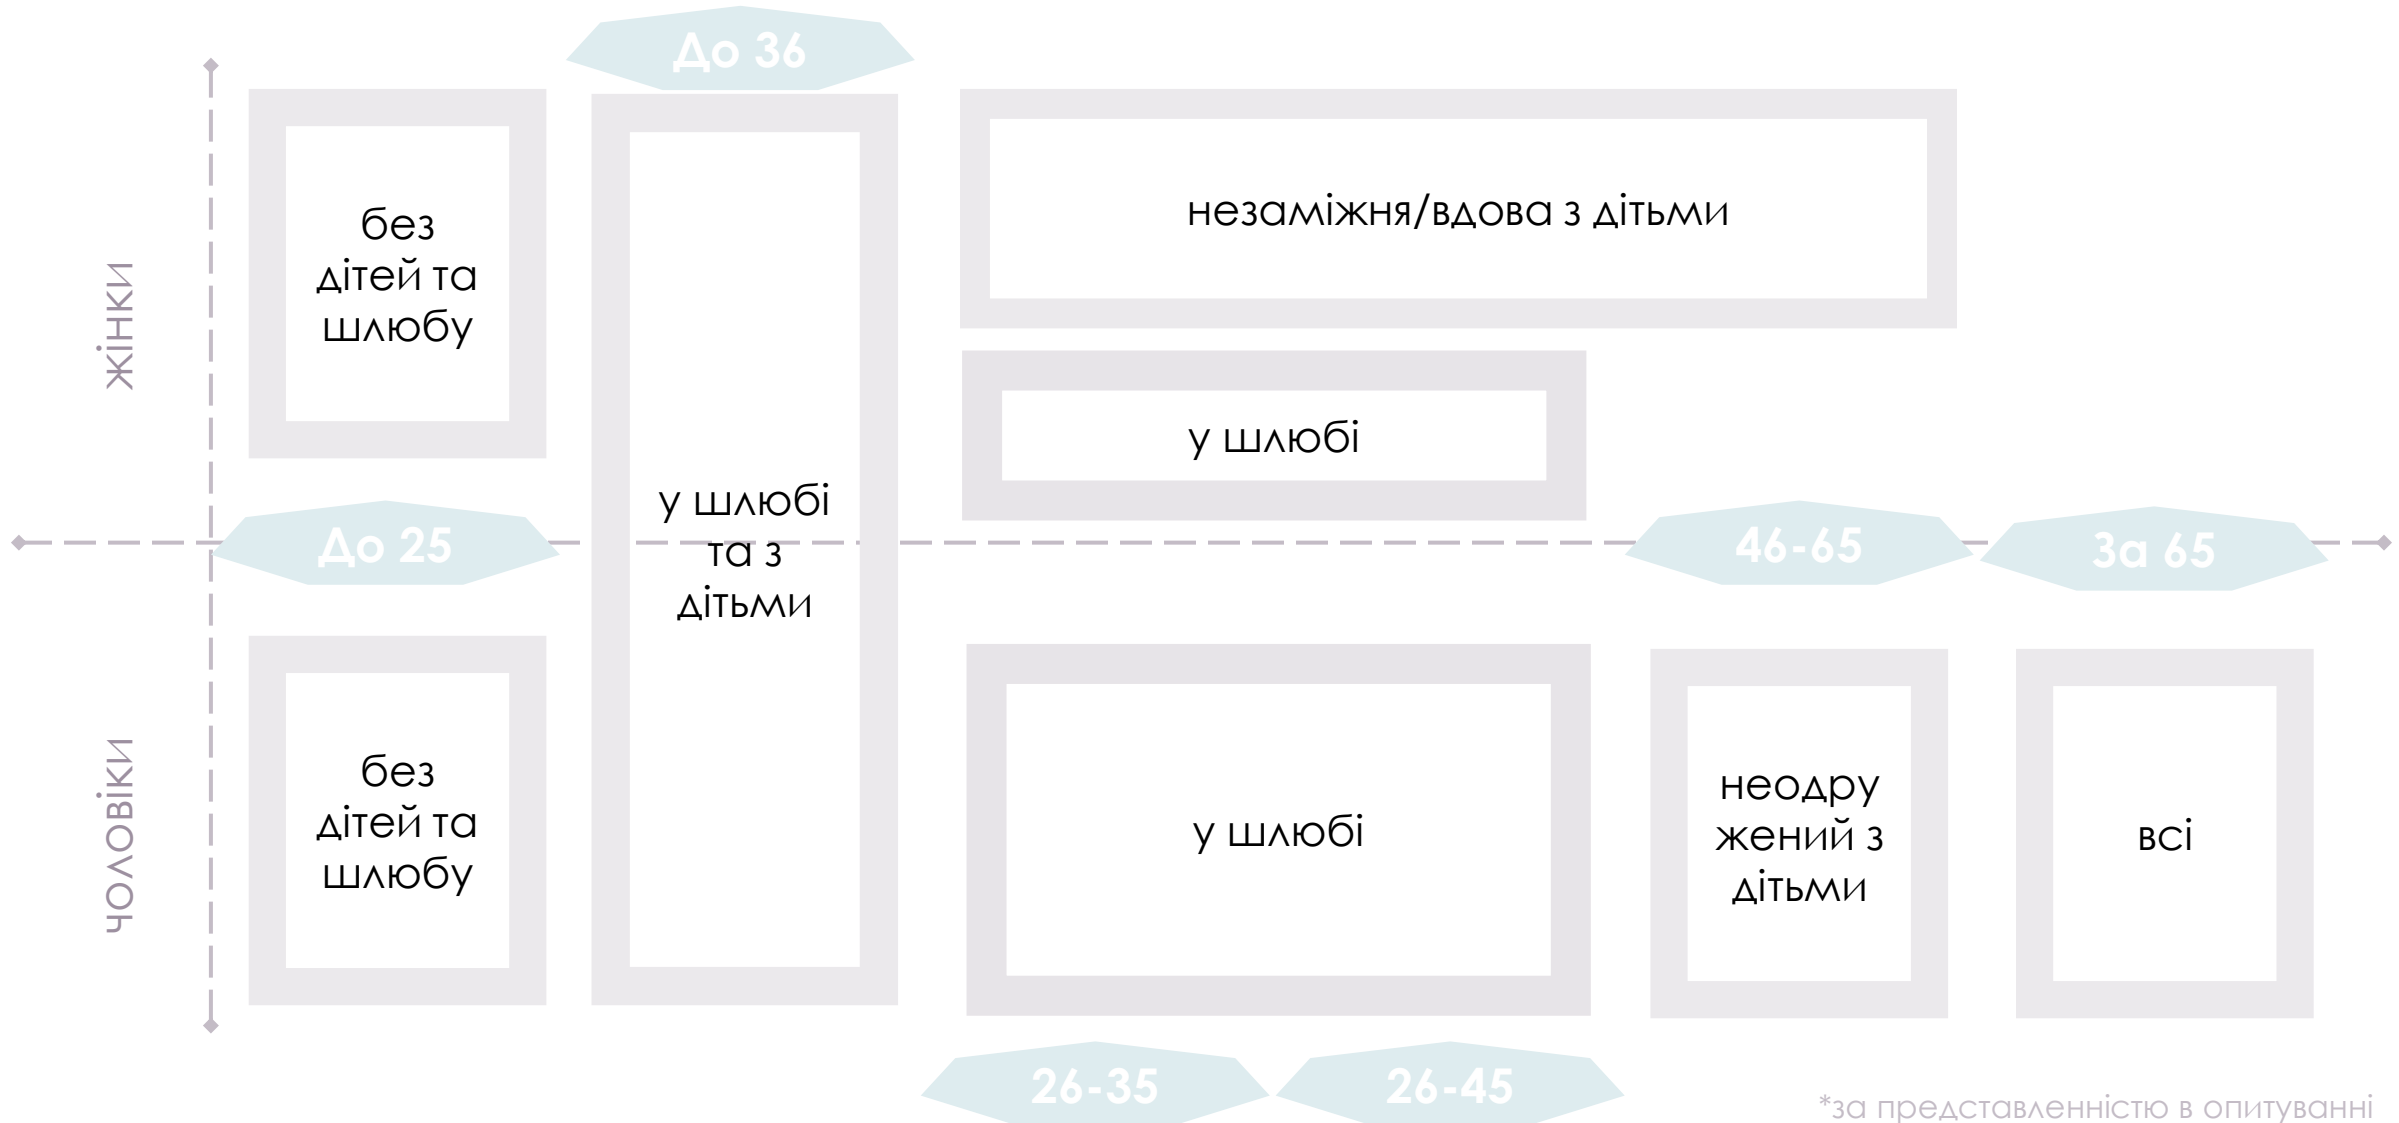 До 36
ЖІНКИ
без
дітей та
шлюбу
незаміжня/вдова з дітьми
у шлюбі
у шлюбі
та з
дітьми
До 25
46-65
За 65
ЧОЛОВІКИ
без
дітей та
шлюбу
у шлюбі
неодру
жений з
дітьми
всі
26-35
26-45
*за представленністю в опитуванні